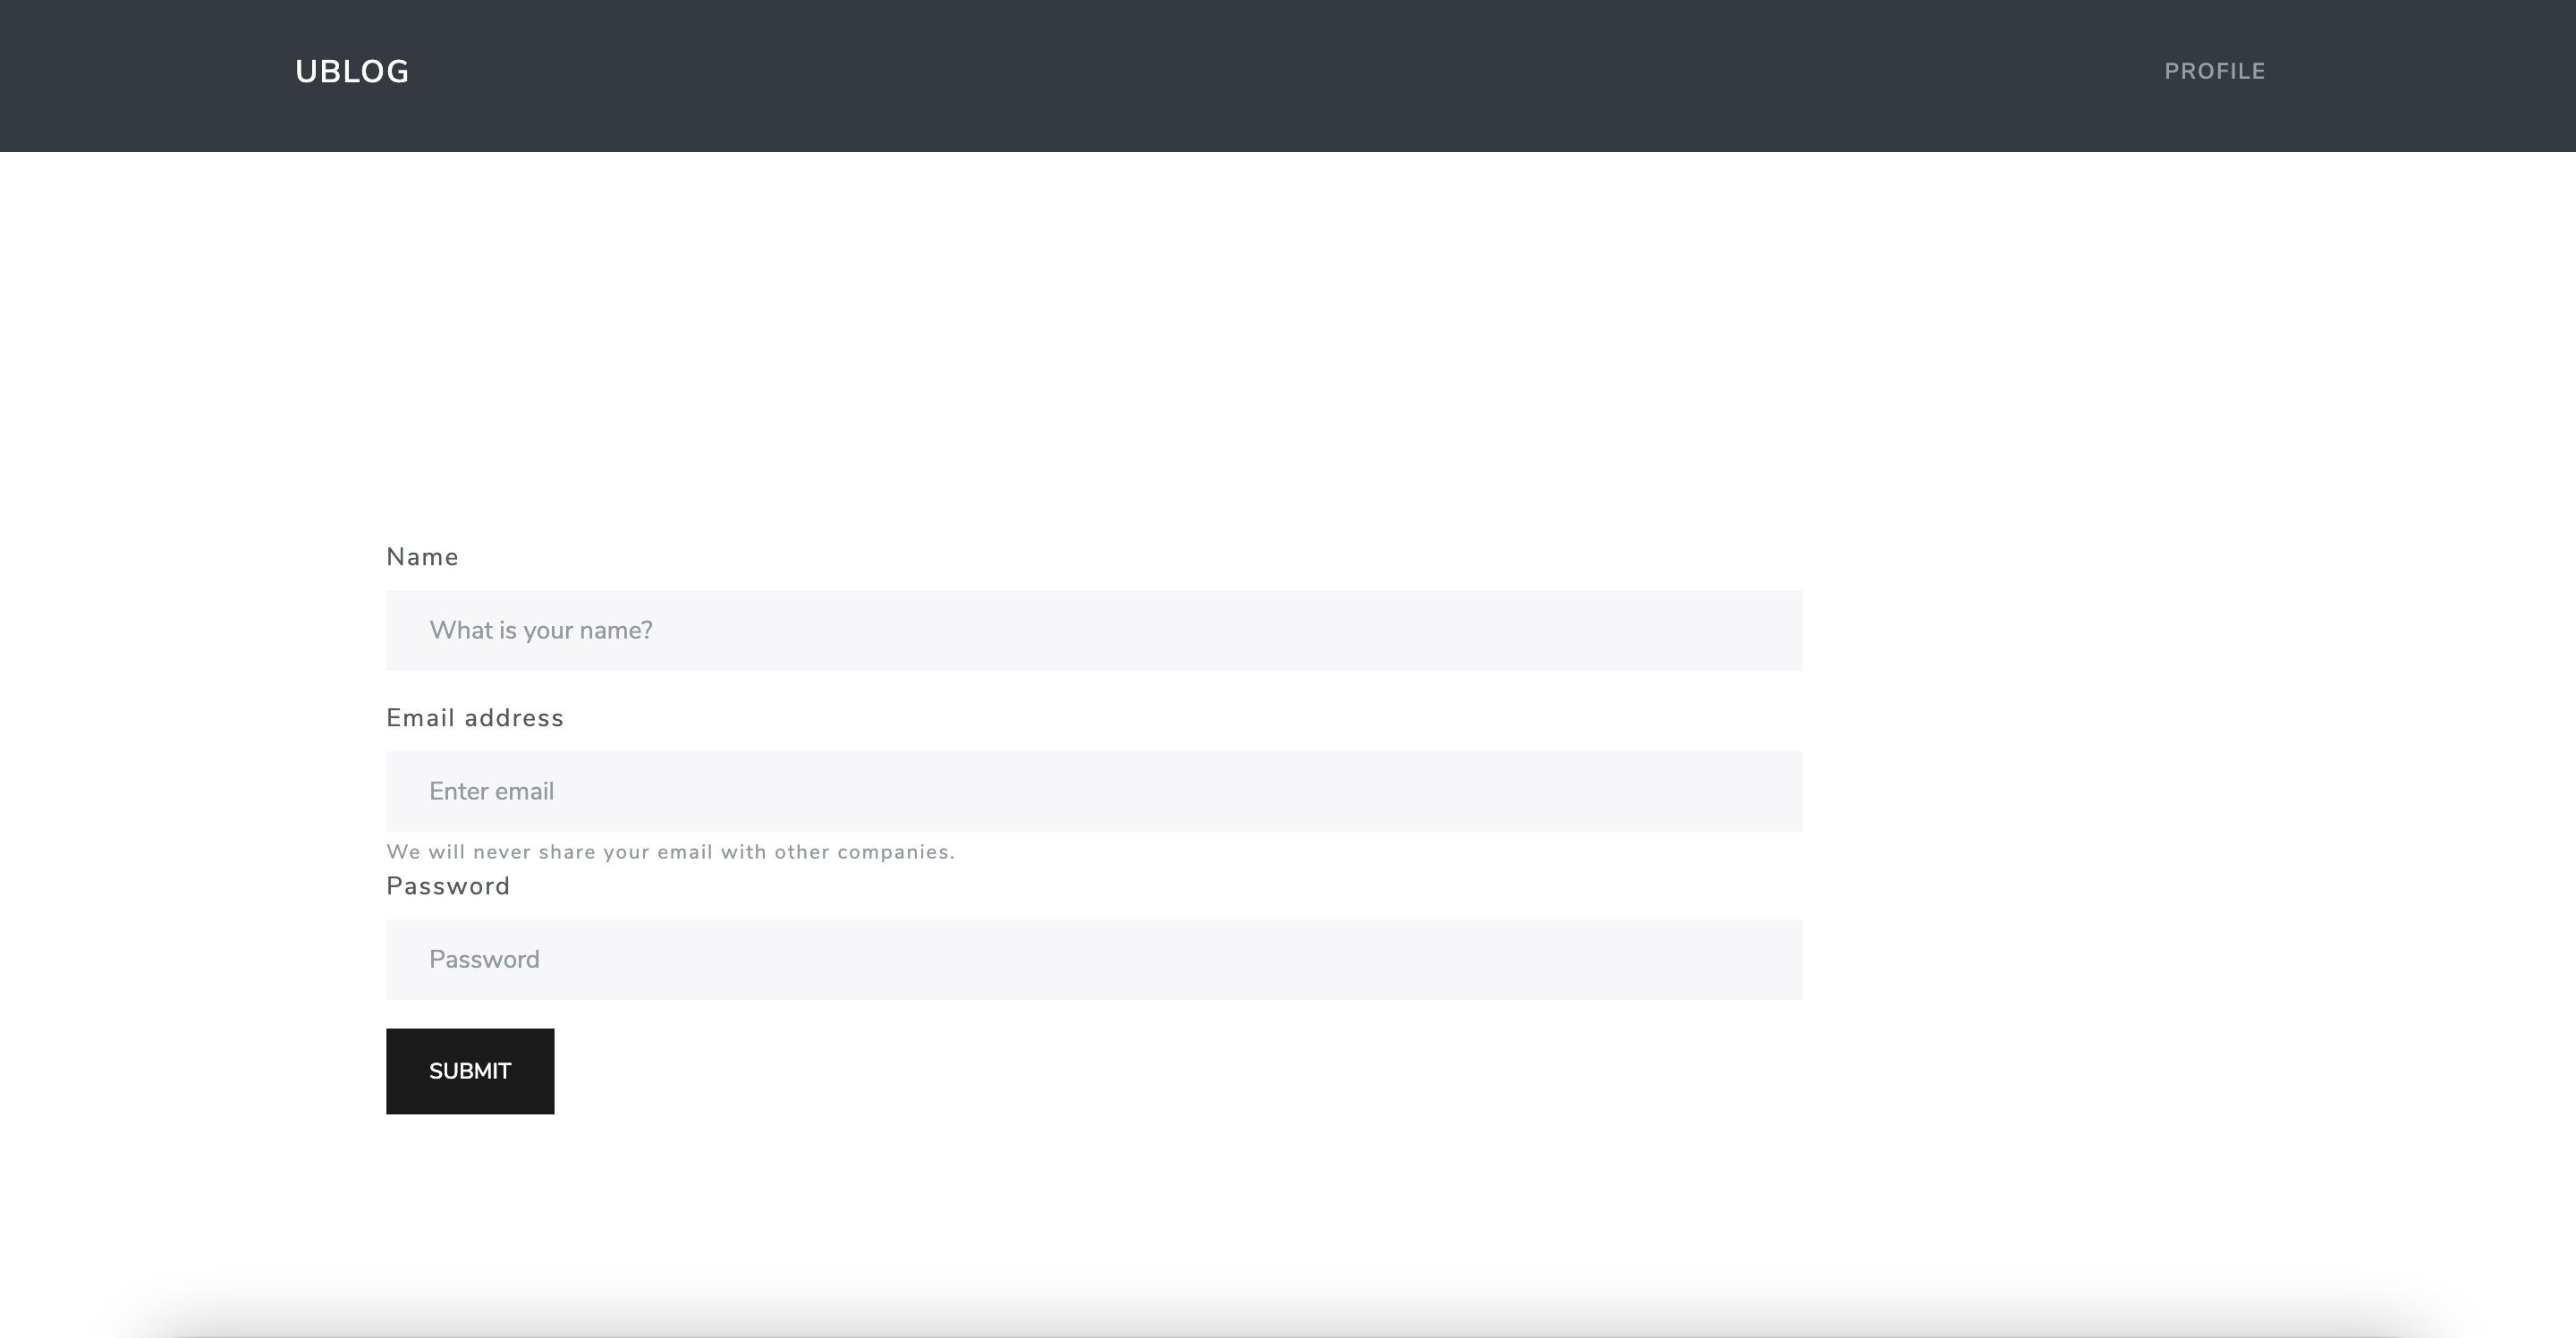 UBLOG
PROFILE
Name
What is your name?
Email address
Enter email
We will never share your email with other companies.
Password
Password
SUBMIT